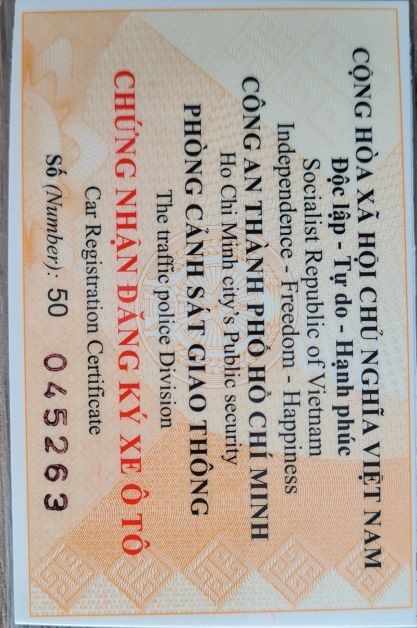 CỘNG HÒA XÃ HỘI CHỦ NGHĨA VIỆT NAM
Độc lập - Tự do - Hạnh phúc
Socialist Republic of Vietnam
Independence - Freedom - Happiness
CÔNG AN THÀNH PHỐ HỒ CHÍ MINH
Ho Chi Minh city's Public security
PHÒNG CẢNH SÁT GIAO THÔNG
The traffic police Division
CHỨNG NHẬN ĐĂNG KÝ XE Ô TÔ
Car Registration Certificate
Số (Number): 50 045263